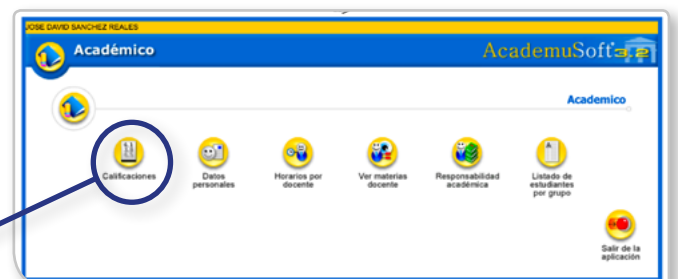 JOSE DAVID SANCHEZ REALES
Académico
AcademuSoft 3.2
Academico
Calificaciones
Datos
personales
Horarios por
docente
Ver materias
docente
Responsabilidad
académica
Listado de
estudiantes
por grupo
Salir de la
aplicación